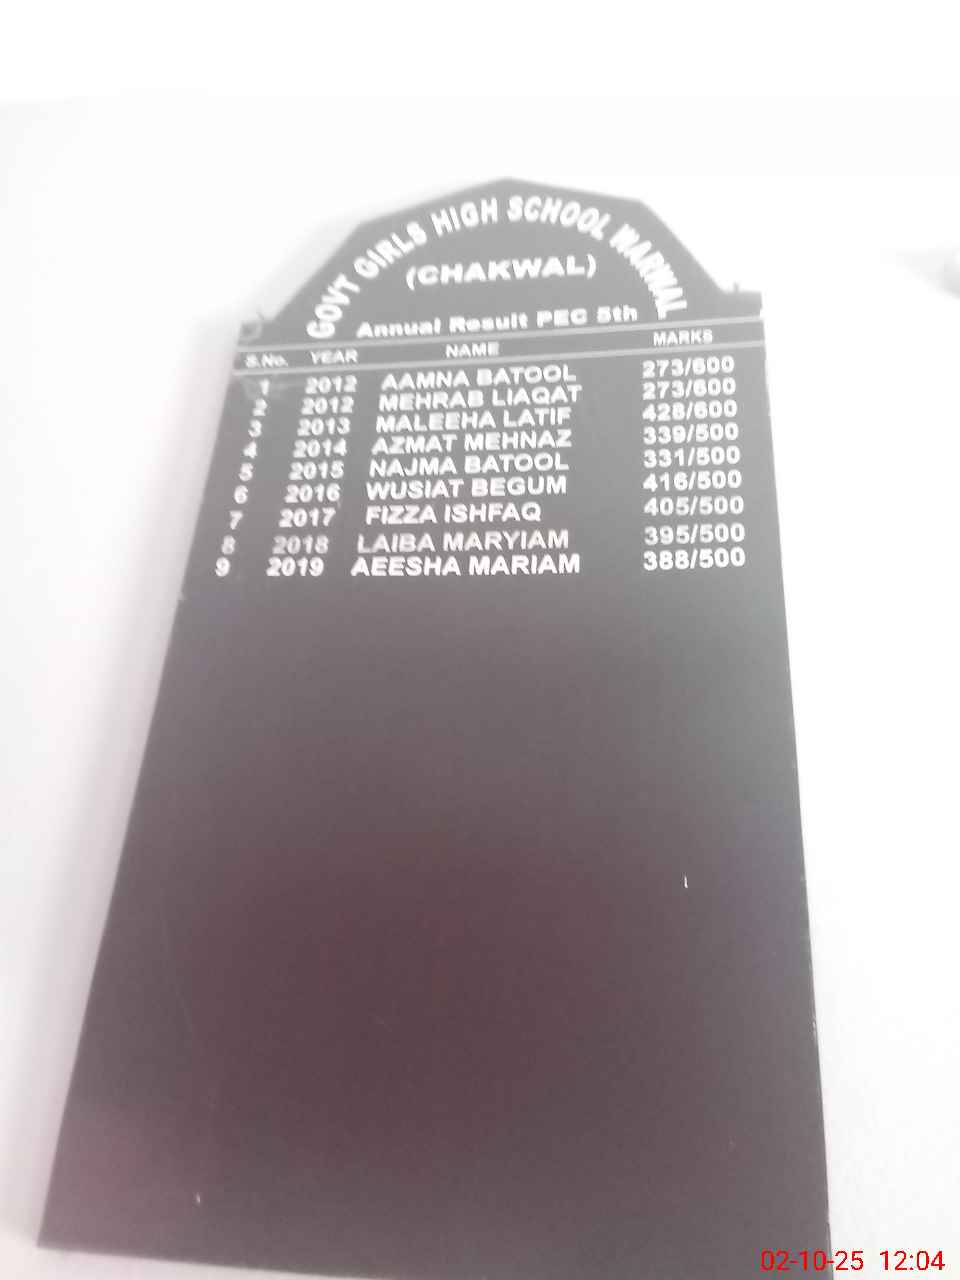 GOVT GIRLS HIGH SCHOOL WARWAL
(CHAKWAL)
Annual Result PEC 5th
S.No. YEAR NAME MARKS
1 2012 AAMNA BATOOL 273/600
2 2012 MEHRAB LIAQAT 273/600
3 2013 MALEEHA LATIF 428/600
4 2014 AZMAT MEHNAZ 339/500
5 2015 NAJMA BATOOL 331/500
6 2016 WUSIAT BEGUM 416/500
7 2017 FIZZA ISHFAQ 405/500
8 2018 LAIBA MARYIAM 395/500
9 2019 AEESHA MARIAM 388/500
02-10-25 12:04